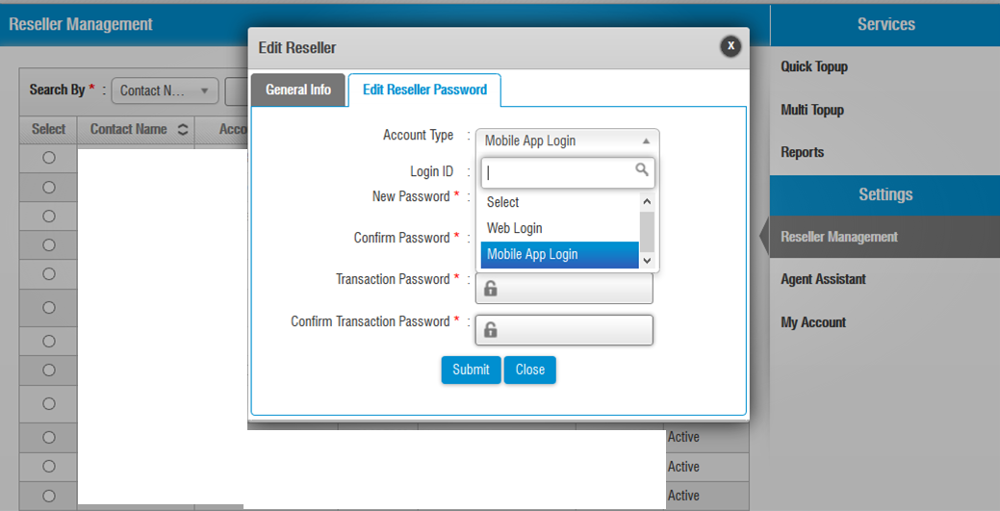 Reseller Management
Services
Edit Reseller
X
General Info
Edit Reseller Password
Search By * :
Contact N...
Select
Contact Name
Acco
Account Type :
Mobile App Login
Login ID :
New Password * :
Select
Web Login
Mobile App Login
Confirm Password * :
Transaction Password * :
Confirm Transaction Password * :
Submit
Close
Active
Active
Active
Quick Topup
Multi Topup
Reports
Settings
Reseller Management
Agent Assistant
My Account